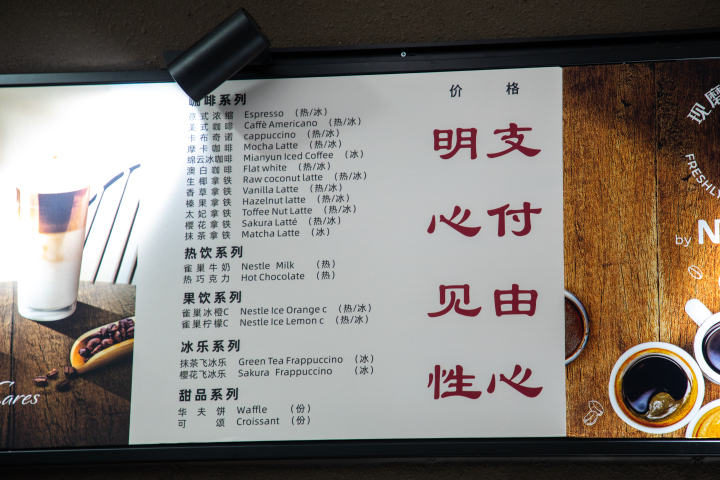 咖啡系列
意式浓缩 Espresso (热/冰)
美式咖啡 Caffè Americano (热/冰)
卡布奇诺 cappuccino (热/冰)
摩卡咖啡 Mocha Latte (热/冰)
绵云冰咖啡 Mianyun Iced Coffee (冰)
澳白咖啡 Flat white (热/冰)
生椰拿铁 Raw coconut latte (热/冰)
香草拿铁 Vanilla Latte (热/冰)
榛果拿铁 Hazelnut latte (热/冰)
太妃拿铁 Toffee Nut Latte (热/冰)
樱花拿铁 Sakura Latté (热/冰)
抹茶拿铁 Matcha Latte (冰)
热饮系列
雀巢牛奶 Nestle Milk (热)
热巧克力 Hot Chocolate (热)
果饮系列
雀巢冰橙C Nestle Ice Orange c (热/冰)
雀巢柠檬C Nestle Ice Lemon c (热/冰)
冰乐系列
抹茶飞冰乐 Green Tea Frappuccino (冰)
樱花飞冰乐 Sakura Frappuccino (冰)
甜品系列
华夫饼 Waffle (份)
可颂 Croissant (份)
价格
支付由心
明心见性
现磨
FRESHLY
by N
Cares